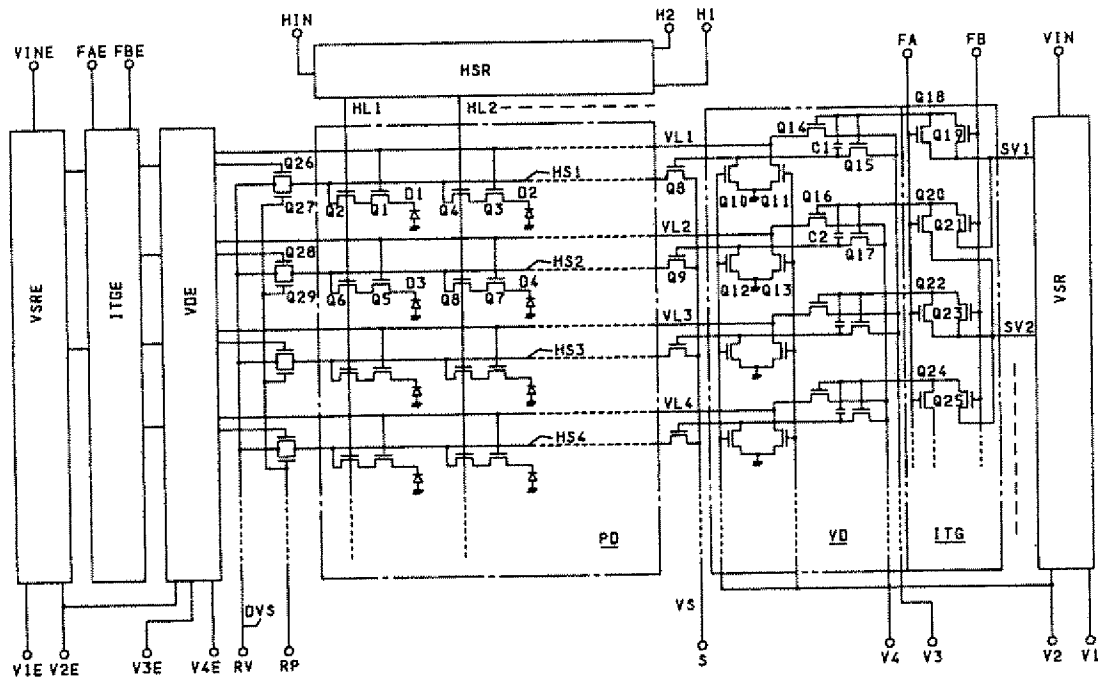 HIN H2 H1
VINE FAE FBE HSR FA FB VIN
HL1 HL2
Q18
Q14 Q19
VL1 C1 SV1
Q26 HS1 Q15
D1 D2 Q8
Q27 Q2 Q1 Q4 Q3 Q10 Q11 Q16 Q20
VL2 C2 Q21
Q28 HS2 Q17
D3 D4 Q9
Q29 Q6 Q5 Q8 Q7 Q12 Q13 Q22
VSRE ITGE VDE VL3 Q23 SV2 VSR
HS3
Q24
VL4 Q25
HS4
PD VD ITG
DVS VS
V1E V2E V3E V4E RV RP S V4 V3 V2 V1